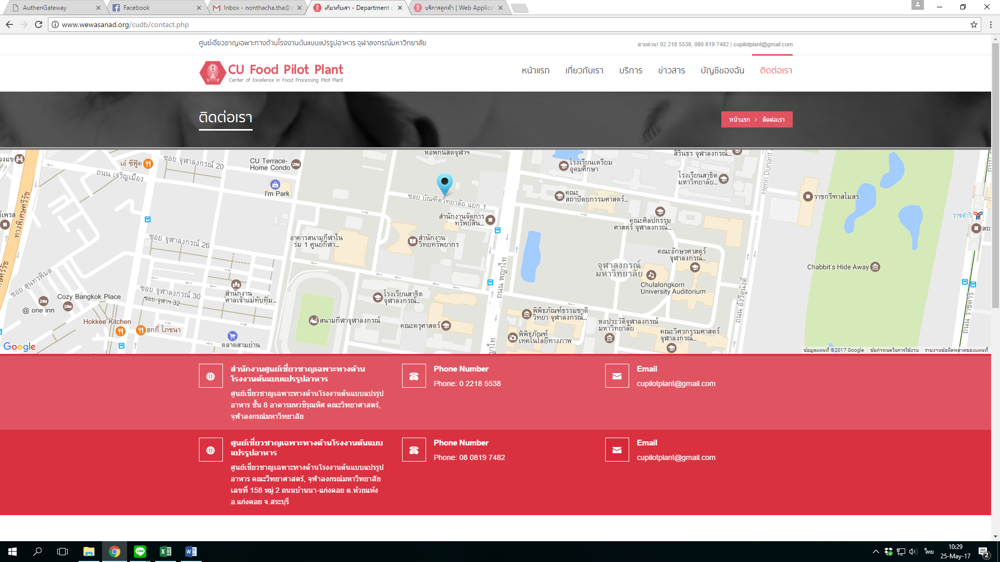 AuthenGateway
Facebook
Inbox - nonthacha.tha@g
เกี่ยวกับเรา - Department o
บริการลูกค้า | Web Applica
www.wewasanad.org/cudb/contact.php
ศูนย์เชี่ยวชาญเฉพาะทางด้านโรงงานต้นแบบแปรรูปอาหาร จุฬาลงกรณ์มหาวิทยาลัย
สายด่วน! 02 218 5538, 080 819 7482 | cupilotplant@gmail.com
CU Food Pilot Plant
Center of Excellence in Food Processing Pilot Plant
หน้าแรก เกี่ยวกับเรา บริการ ข่าวสาร บัญชีของฉัน ติดต่อเรา
ติดต่อเรา
หน้าแรก > ติดต่อเรา
เอ๋ ซีฟู้ด
ซอย จุฬาลงกรณ์ 20
CU Terrace-
Home Condo
หอพักนิสิตจุฬาฯ
สิรินธร จุฬาลงกรณ์...
โรงเรียนเตรียม
อุดมศึกษา
โรงเรียนสาธิต
มหาวิทยาลัย...
Henri Dunant
ถนน เจริญเมือง
I'm Park
ซอย บัณฑิตวิทยาลัย แยก 1
คณะ
สถาปัตยกรรมศาสตร์...
ราชกรีฑาสโมสร
ทางพิเศษศรีรัช
สำนักงานจัดการ
ทรัพย์สิน...
คณะศิลปกรรม
ศาสตร์ จุฬาลงกรณ์...
ราชดำริ
ซอย จุฬาลงกรณ์ 26
อาคารสนามกีฬาใน
ร่ม 1 ศูนย์กีฬา...
สำนักงาน
วิทยทรัพยากร
คณะอักษรศาสตร์
จุฬาลงกรณ์...
จุฬาลงกรณ์
มหาวิทยาลัย
Chabbit's Hide Away
ถนน พญาไท
Chulalongkorn
University Auditorium
ซอย สุนทรพิมล
ซอย จุฬาลงกรณ์ 30
ซอย จุฬาฯ 32
สำนักงาน
ศาลเจ้าแม่ทับทิม...
โรงเรียนสาธิต
จุฬาลงกรณ์...
Cozy Bangkok Place
@ one inn
ถนน อังรีดูนังต์
ถนน ราชดำริ
Hokkee Kitchen
ฮกกี่ โภชนา
สนามกีฬาจุฬาลงกรณ์
คณะครุศาสตร์
พิพิธภัณฑ์ธรรมชาติ
วิทยา จุฬาลงกรณ์...
หอประวัติจุฬาลงกรณ์
มหาวิทยาลัย
คณะวิศวกรรมศาสตร์
จุฬาลงกรณ์...
พิพิธภัณฑ์
เทคโนโลยีทางภาพ
ตลาดสามย่าน
Google
ข้อมูลแผนที่ ©2017 Google ข้อกำหนดในการใช้งาน รายงานข้อผิดพลาดของแผนที่
สำนักงานศูนย์เชี่ยวชาญเฉพาะทางด้าน
โรงงานต้นแบบแปรรูปอาหาร
ศูนย์เชี่ยวชาญเฉพาะทางด้านโรงงานต้นแบบแปรรูป
อาหาร ชั้น 8 อาคารมหวชิรุณหิศ คณะวิทยาศาสตร์,
จุฬาลงกรณ์มหาวิทยาลัย
Phone Number
Phone: 0 2218 5538
Email
cupilotplant@gmail.com
ศูนย์เชี่ยวชาญเฉพาะทางด้านโรงงานต้นแบบ
แปรรูปอาหาร
ศูนย์เชี่ยวชาญเฉพาะทางด้านโรงงานต้นแบบแปรรูป
อาหาร คณะวิทยาศาสตร์, จุฬาลงกรณ์มหาวิทยาลัย
เลขที่ 158 หมู่ 2 ถนนบ้านนา-แก่งคอย ต.ห้วยแห้ง
อ.แก่งคอย จ.สระบุรี
Phone Number
Phone: 08 0819 7482
Email
cupilotplant@gmail.com
ไทย
10:29
25-May-17
2